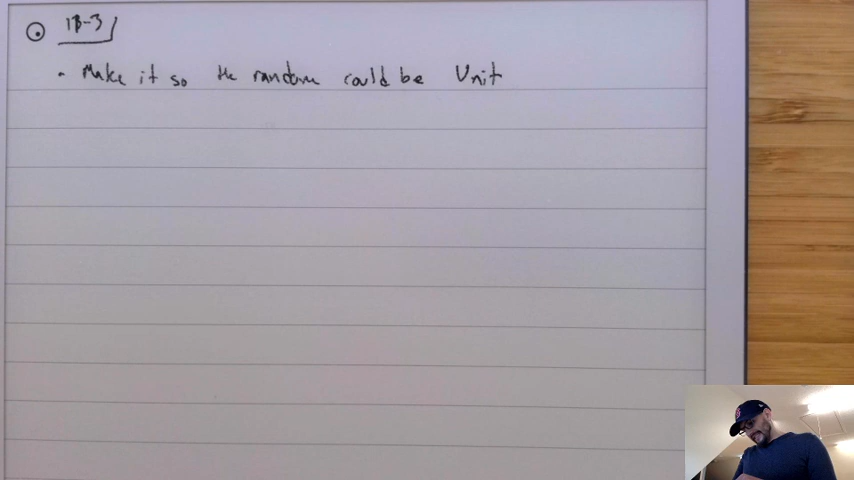 1B-3
• Make it so the random could be Unit